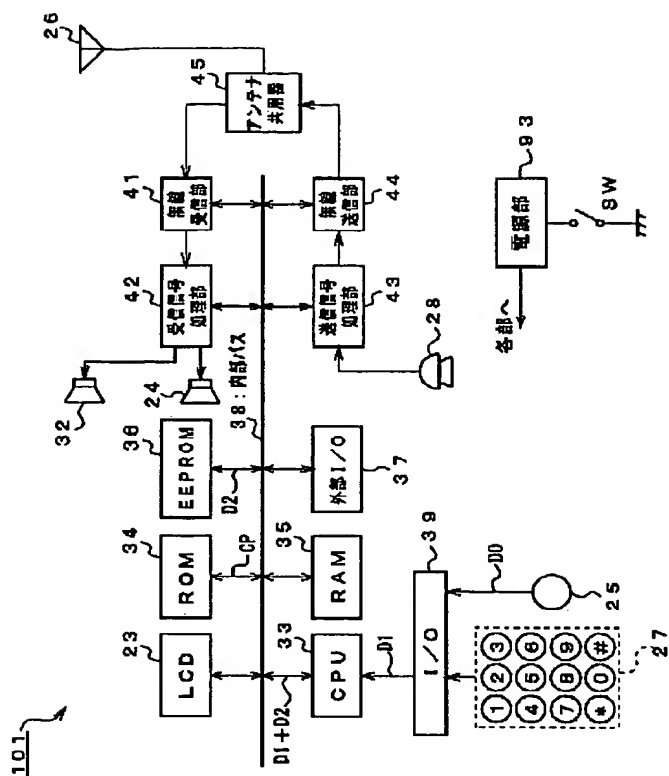 101
26
45
アンテナ
共用器
41
無線
受信部
44
無線
送信部
42
受信信号
処理部
43
送信信号
処理部
32
24
28
38:内部バス
36
EEPROM
D2
外部I/O
37
34
ROM
CP
35
RAM
23
LCD
D1+D2
33
CPU
D1
39
I/O
D0
25
1 2 3
4 5 6
7 8 9
* 0 #
27
93
電源部
SW
各部へ